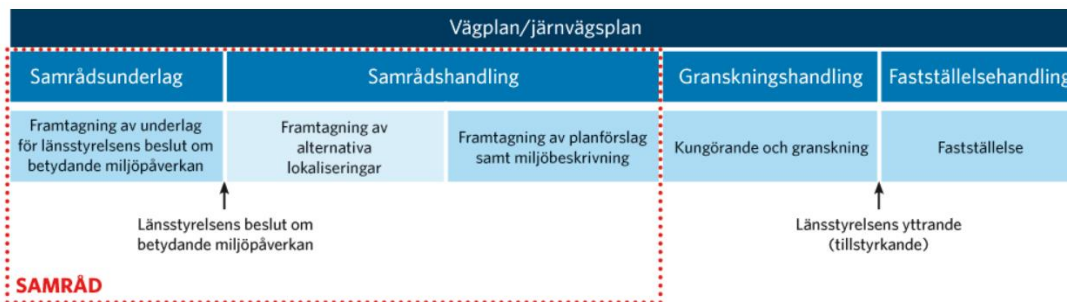 Vägplan/järnvägsplan
Samrådsunderlag
Samrådshandling
Granskningshandling
Fastställelsehandling
Framtagning av underlag
för länsstyrelsens beslut om
betydande miljöpåverkan
Framtagning av
alternativa
lokaliseringar
Framtagning av planförslag
samt miljöbeskrivning
Kungörande och granskning
Fastställelse
Länsstyrelsens beslut om
betydande miljöpåverkan
Länsstyrelsens yttrande
(tillstyrkande)
SAMRÅD